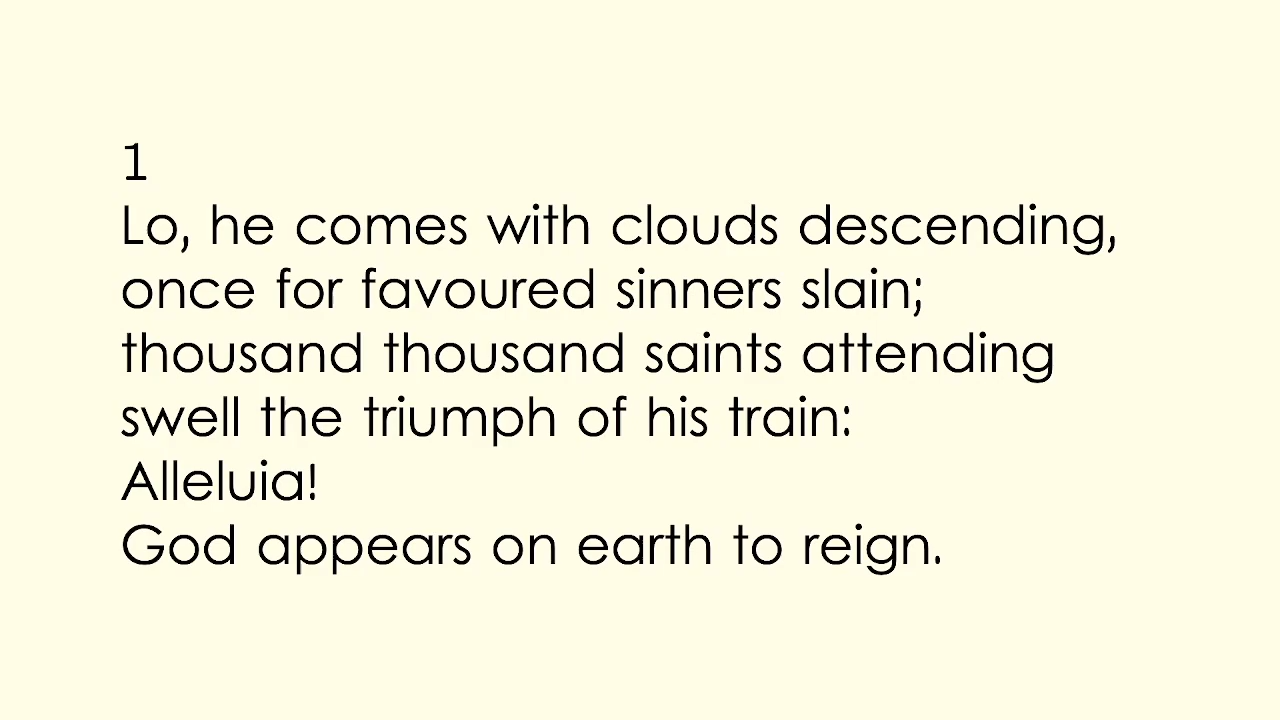 1
Lo, he comes with clouds descending,
once for favoured sinners slain;
thousand thousand saints attending
swell the triumph of his train:
Alleluia!
God appears on earth to reign.